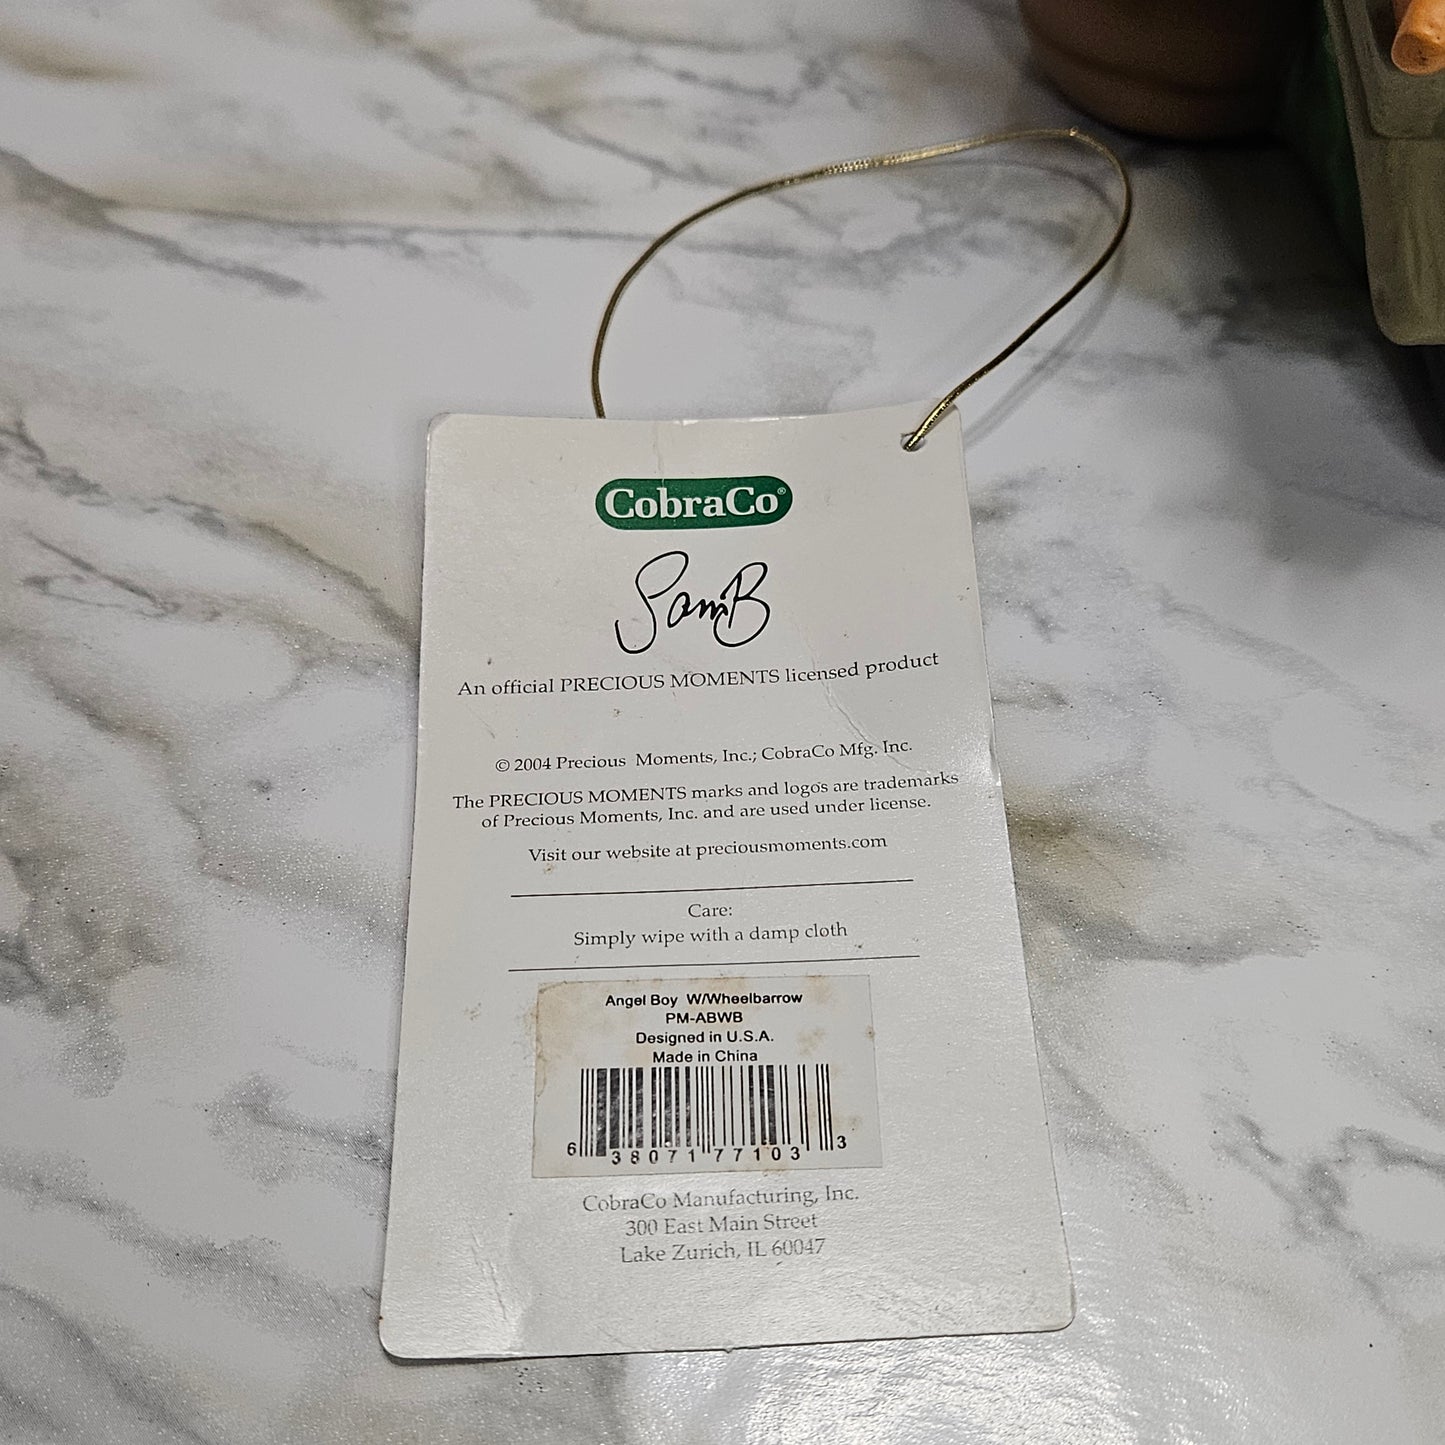 CobraCo®
SamB
An official PRECIOUS MOMENTS licensed product
© 2004 Precious Moments, Inc.; CobraCo Mfg. Inc.
The PRECIOUS MOMENTS marks and logos are trademarks
of Precious Moments, Inc. and are used under license.
Visit our website at preciousmoments.com
Care:
Simply wipe with a damp cloth
Angel Boy W/Wheelbarrow
PM-ABWB
Designed in U.S.A.
Made in China
6 38071 77103 3
CobraCo Manufacturing, Inc.
300 East Main Street
Lake Zurich, IL 60047